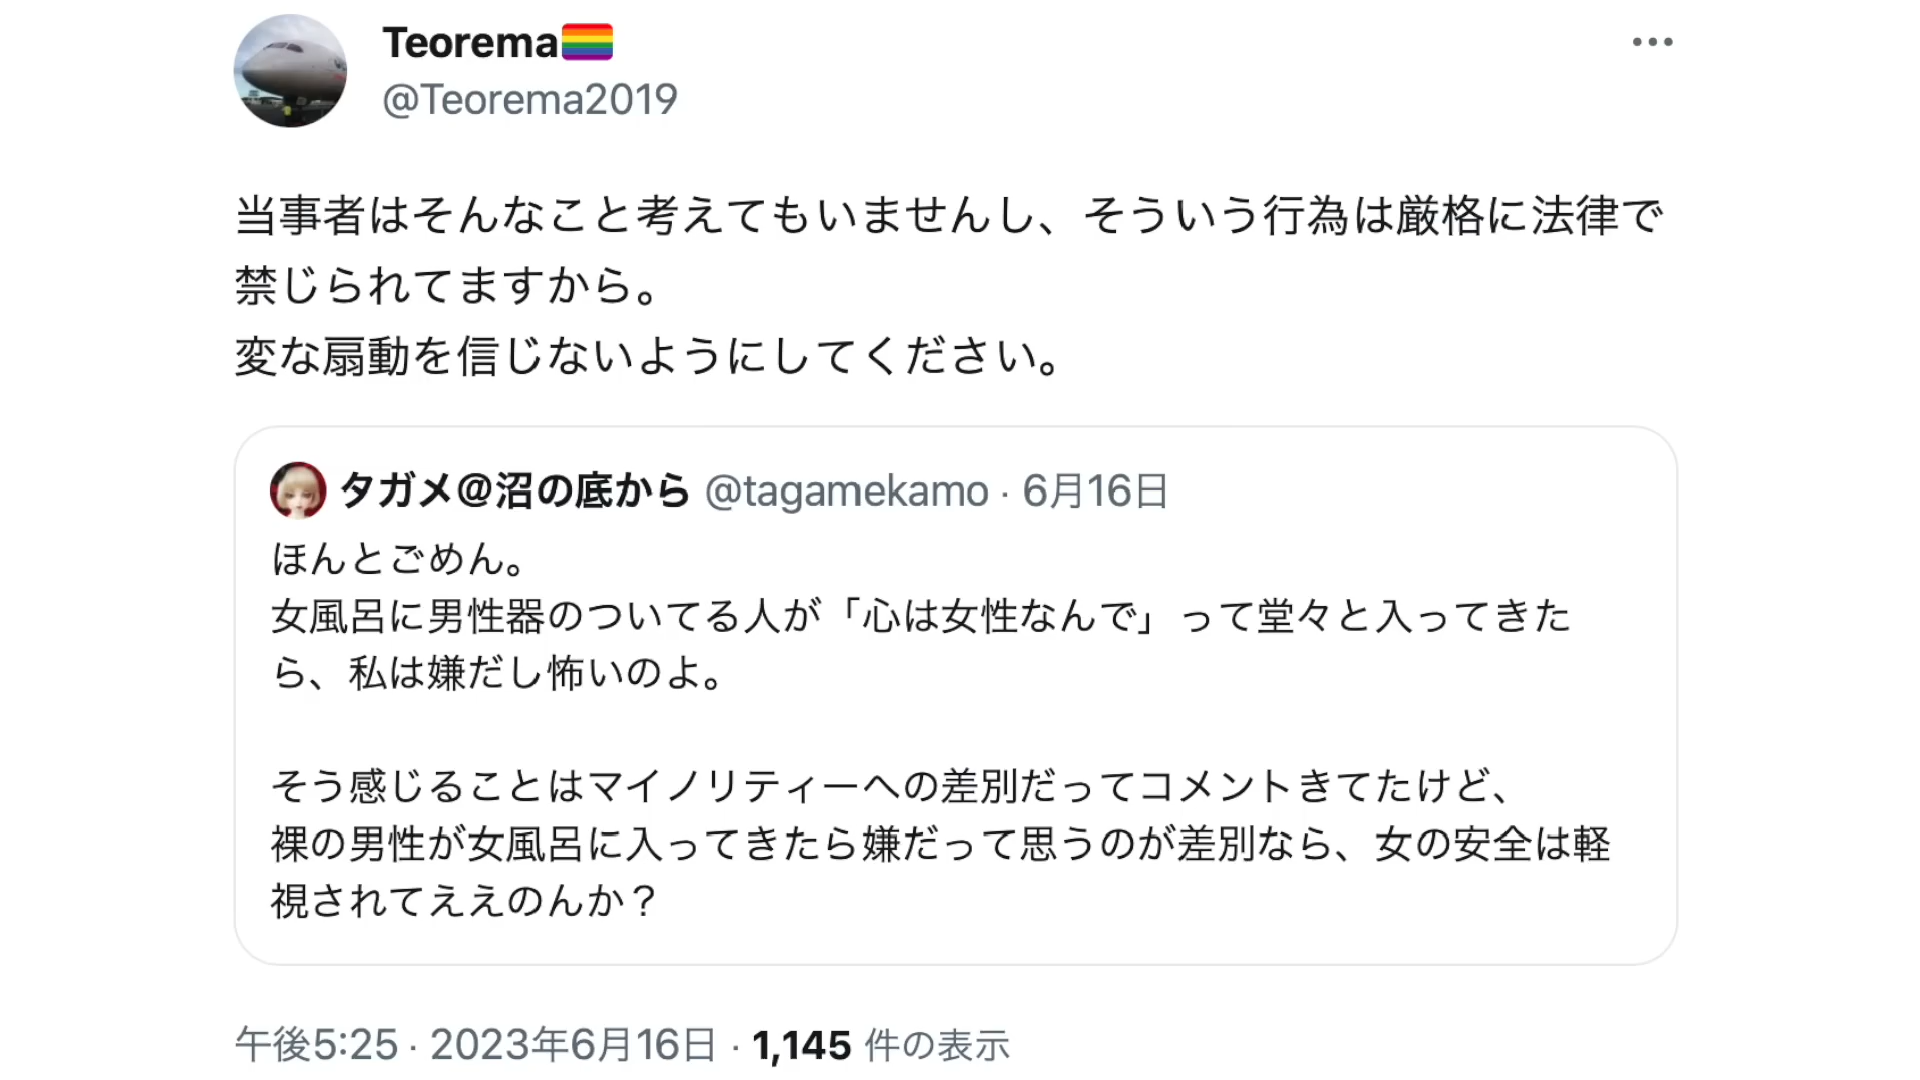 Teorema🏳️‍🌈
@Teorema2019
当事者はそんなこと考えてもいませんし、そういう行為は厳格に法律で
禁じられてますから。
変な扇動を信じないようにしてください。
タガメ@沼の底から @tagamekamo · 6月16日
ほんとごめん。
女風呂に男性器のついてる人が「心は女性なんで」って堂々と入ってきた
ら、私は嫌だし怖いのよ。
そう感じることはマイノリティーへの差別だってコメントきてたけど、
裸の男性が女風呂に入ってきたら嫌だって思うのが差別なら、女の安全は軽
視されてええのんか？
午後5:25 · 2023年6月16日 · 1,145 件の表示